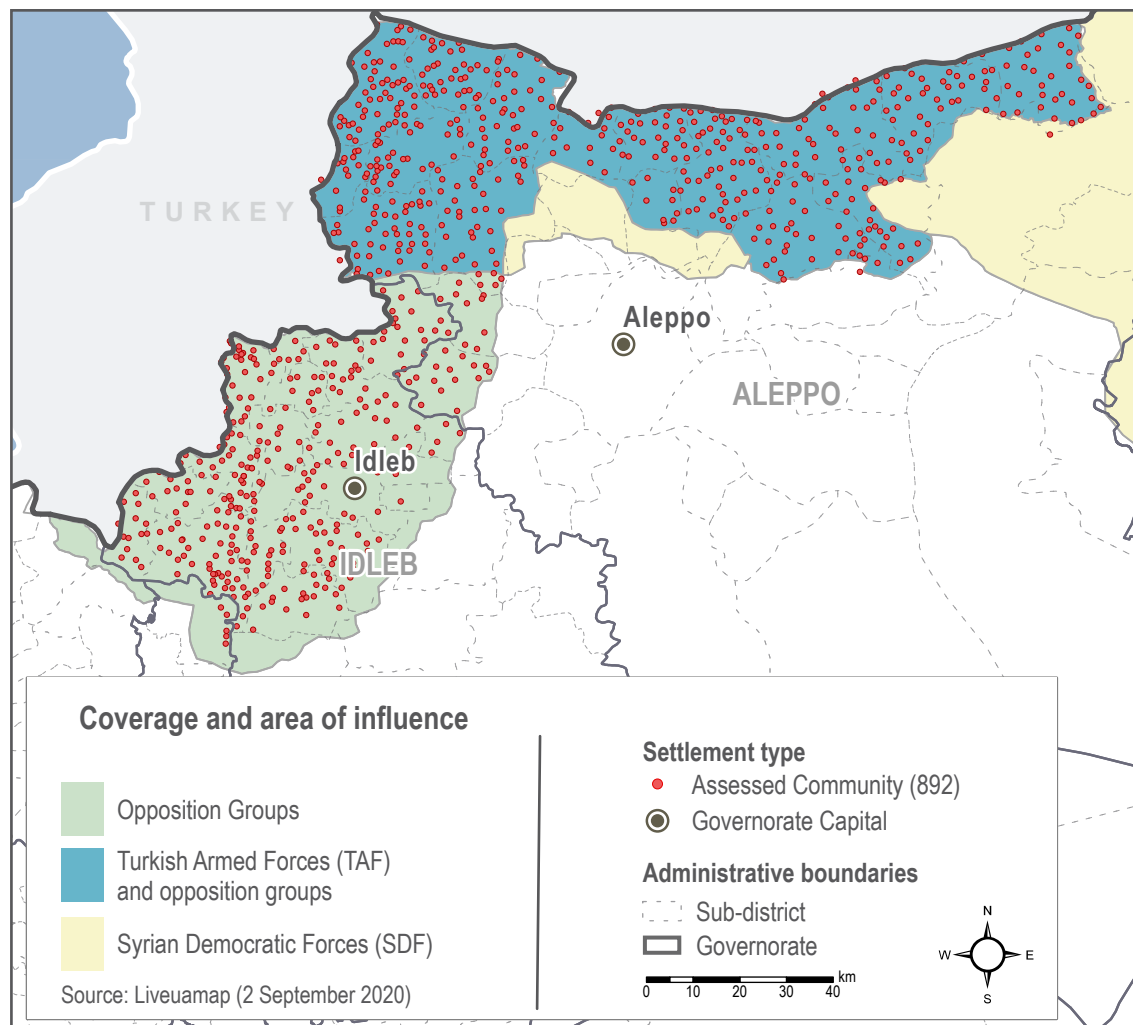 TURKEY
Aleppo
ALEPPO
Idleb
IDLEB
Coverage and area of influence
Opposition Groups
Turkish Armed Forces (TAF)
and opposition groups
Syrian Democratic Forces (SDF)
Source: Liveuamap (2 September 2020)
Settlement type
Assessed Community (892)
Governorate Capital
Administrative boundaries
Sub-district
Governorate
km
0 10 20 30 40
N
W E
S